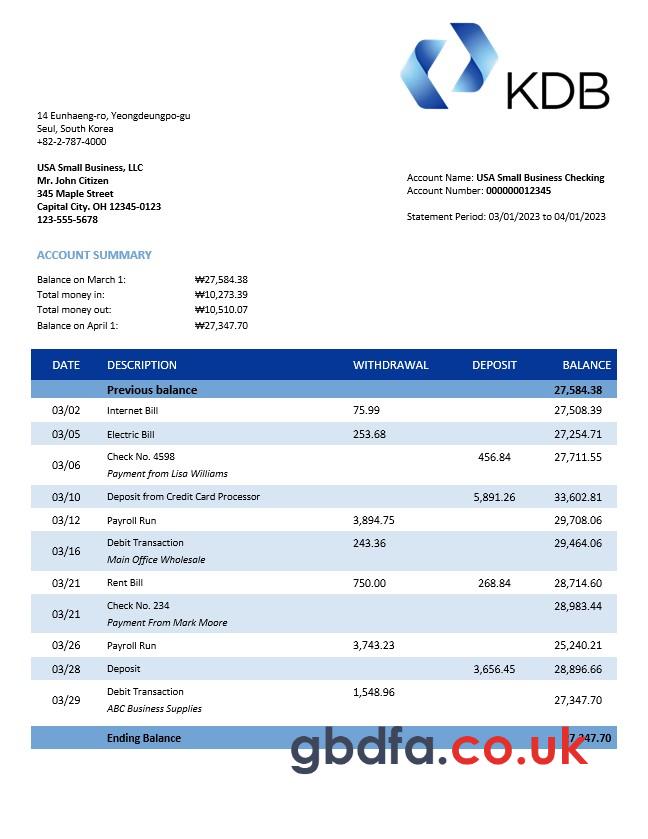 KDB
14 Eunhaeng-ro, Yeongdeungpo-gu
Seul, South Korea
+82-2-787-4000
USA Small Business, LLC
Mr. John Citizen
345 Maple Street
Capital City. OH 12345-0123
123-555-5678
Account Name: USA Small Business Checking
Account Number: 000000012345
Statement Period: 03/01/2023 to 04/01/2023
ACCOUNT SUMMARY
Balance on March 1: ₩27,584.38
Total money in: ₩10,273.39
Total money out: ₩10,510.07
Balance on April 1: ₩27,347.70
DATE DESCRIPTION WITHDRAWAL DEPOSIT BALANCE
Previous balance 27,584.38
03/02 Internet Bill 75.99 27,508.39
03/05 Electric Bill 253.68 27,254.71
03/06 Check No. 4598 456.84 27,711.55
Payment from Lisa Williams
03/10 Deposit from Credit Card Processor 5,891.26 33,602.81
03/12 Payroll Run 3,894.75 29,708.06
03/16 Debit Transaction 243.36 29,464.06
Main Office Wholesale
03/21 Rent Bill 750.00 268.84 28,714.60
03/21 Check No. 234 28,983.44
Payment From Mark Moore
03/26 Payroll Run 3,743.23 25,240.21
03/28 Deposit 3,656.45 28,896.66
03/29 Debit Transaction 1,548.96 27,347.70
ABC Business Supplies
Ending Balance
gbdfa.co.uk